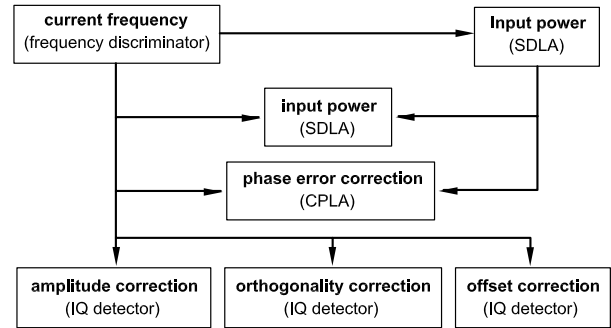 current frequency
(frequency discriminator)
Input power
(SDLA)
input power
(SDLA)
phase error correction
(CPLA)
amplitude correction
(IQ detector)
orthogonality correction
(IQ detector)
offset correction
(IQ detector)